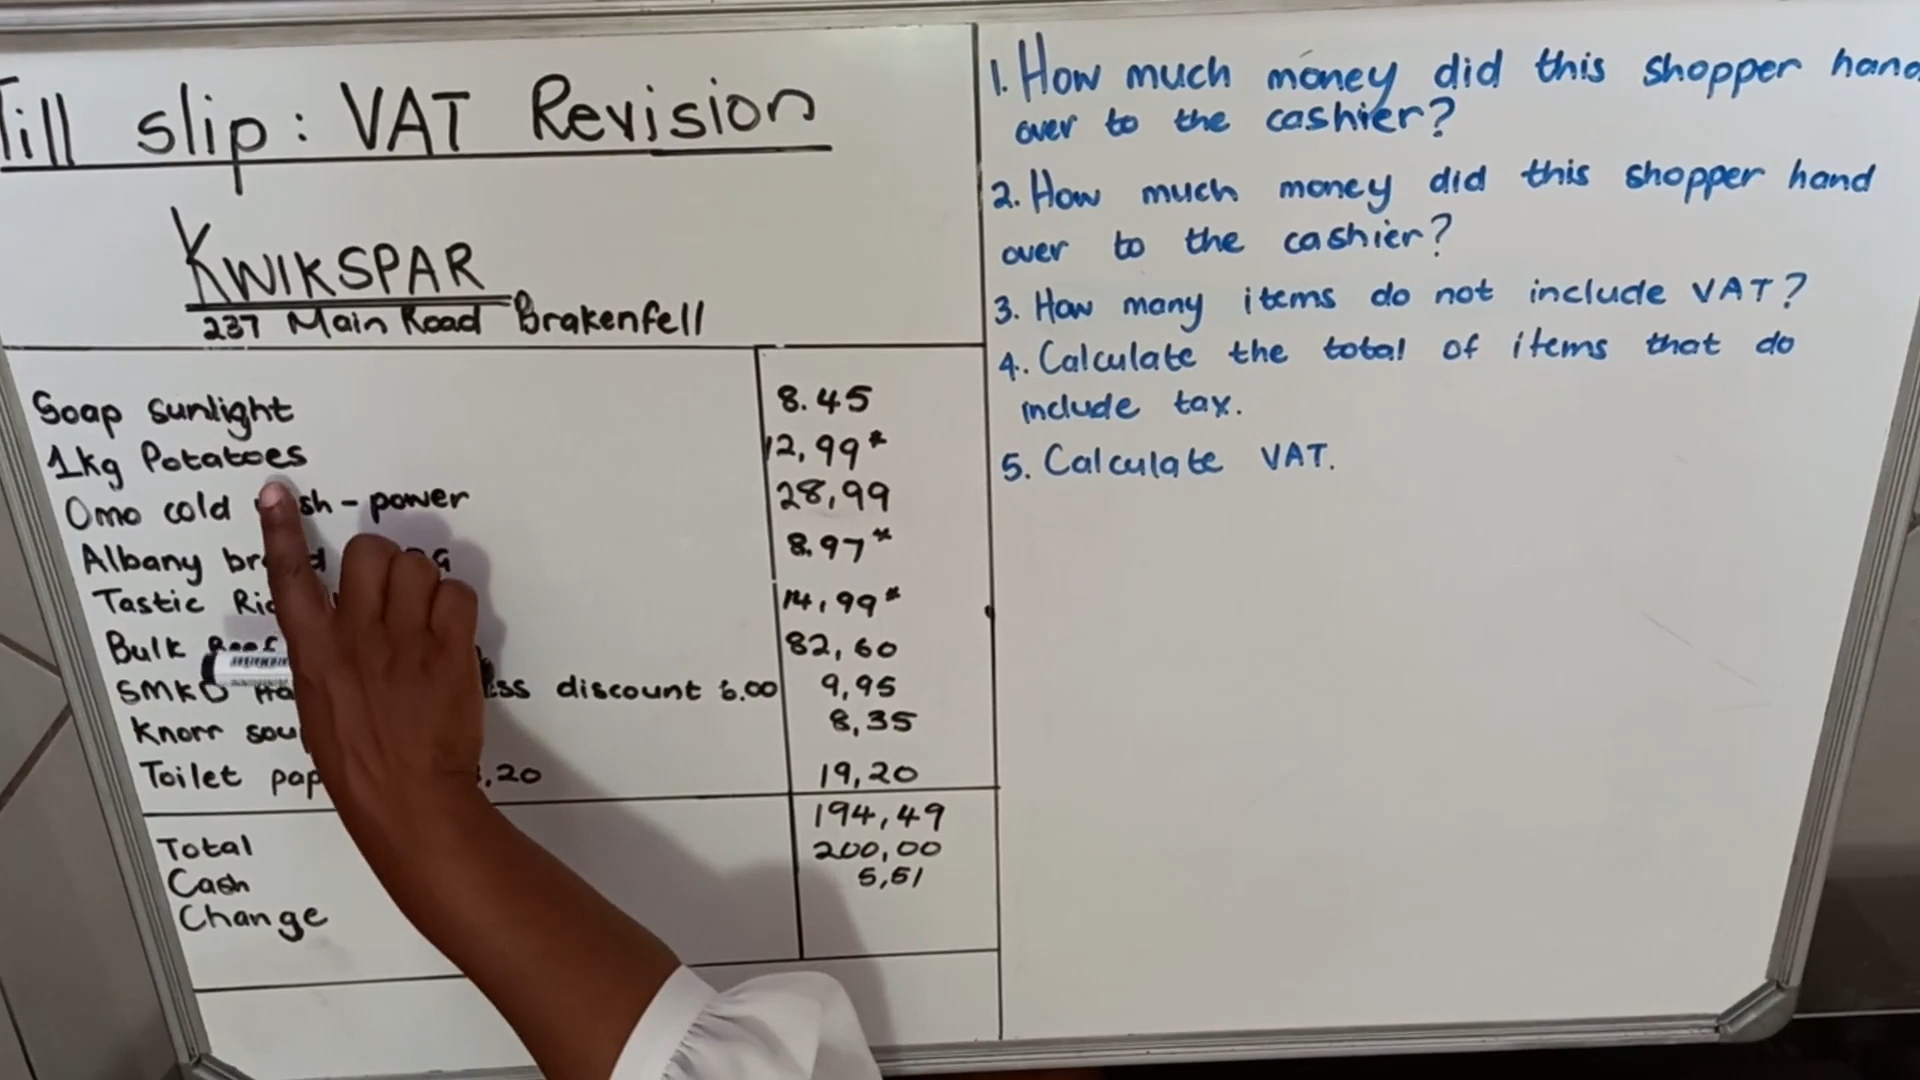 Till slip: VAT Revision
KWIKSPAR
237 Main Road Brakenfell
Soap sunlight 8.45
1kg Potatoes 12,99*
Omo cold - power 28,99
Albany 8,97*
Tastic 14,99*
Bulk 82,60
SMKD discount 6.00 9,95
Knorr 8,35
Toilet ,20 19,20
Total 194,49
Cash 200,00
Change 5,51
1. How much money did this shopper hand
over to the cashier?
2. How much money did this shopper hand
over to the cashier?
3. How many items do not include VAT?
4. Calculate the total of items that do
include tax.
5. Calculate VAT.